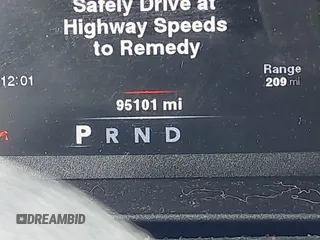 Safely Drive at
Highway Speeds
to Remedy
Range
12:01
209 mi
95101 mi
P R N D
DREAMBID